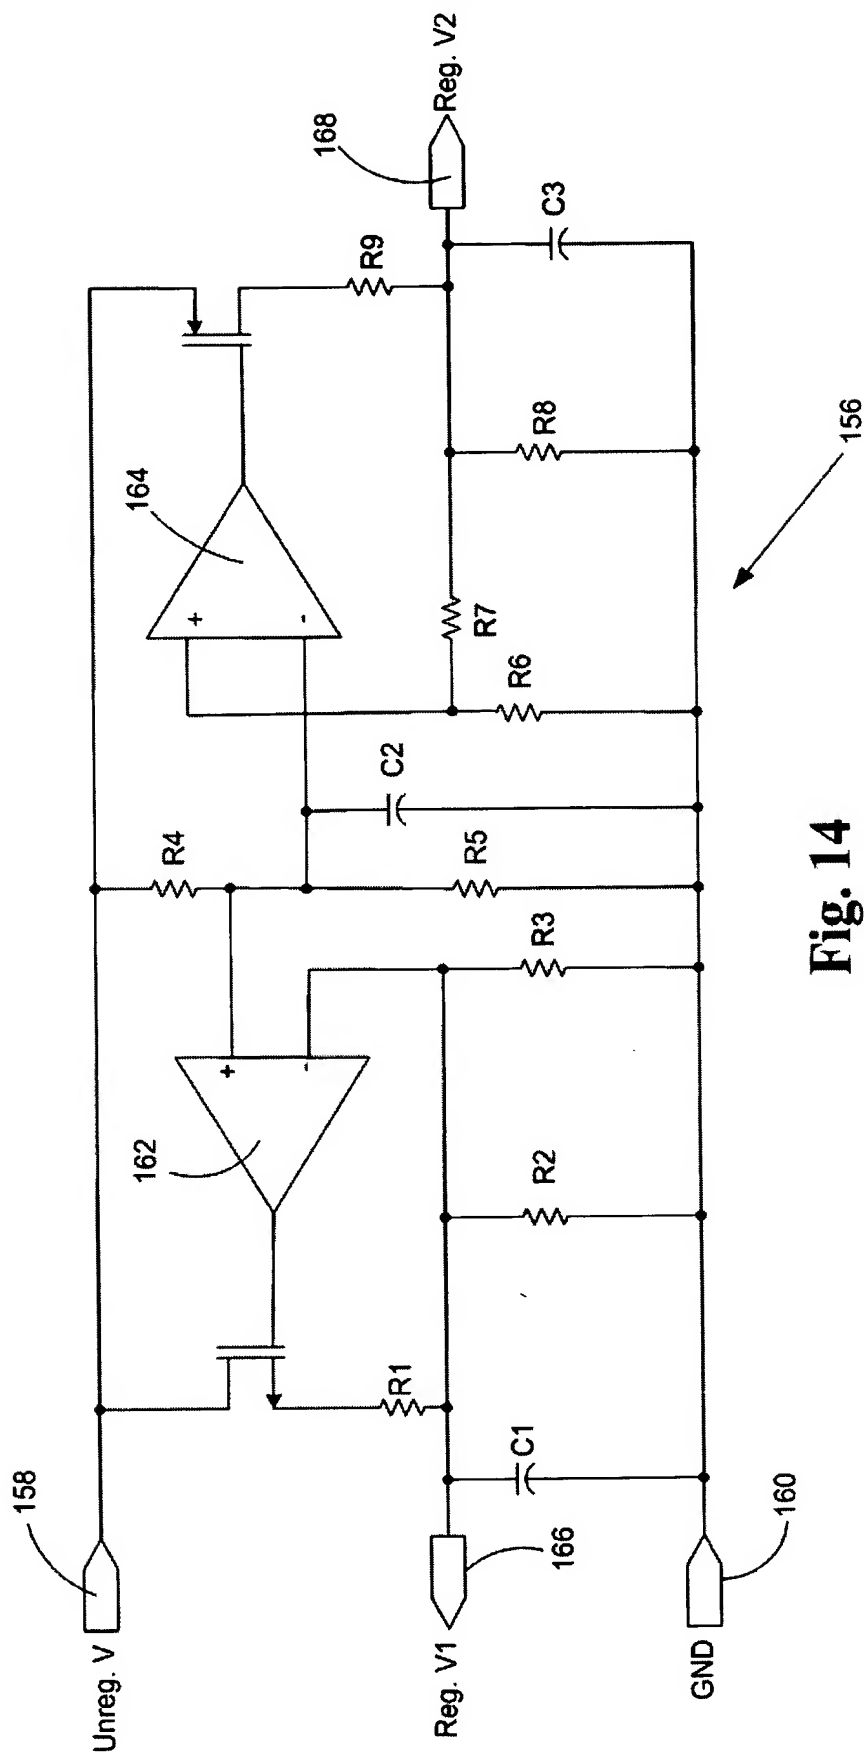 Unreg. V
158
Reg. V1
166
GND
160
C1
R1
162
+
-
R2
R3
R4
R5
C2
164
+
-
R6
R7
R8
R9
C3
168
Reg. V2
156
Fig. 14